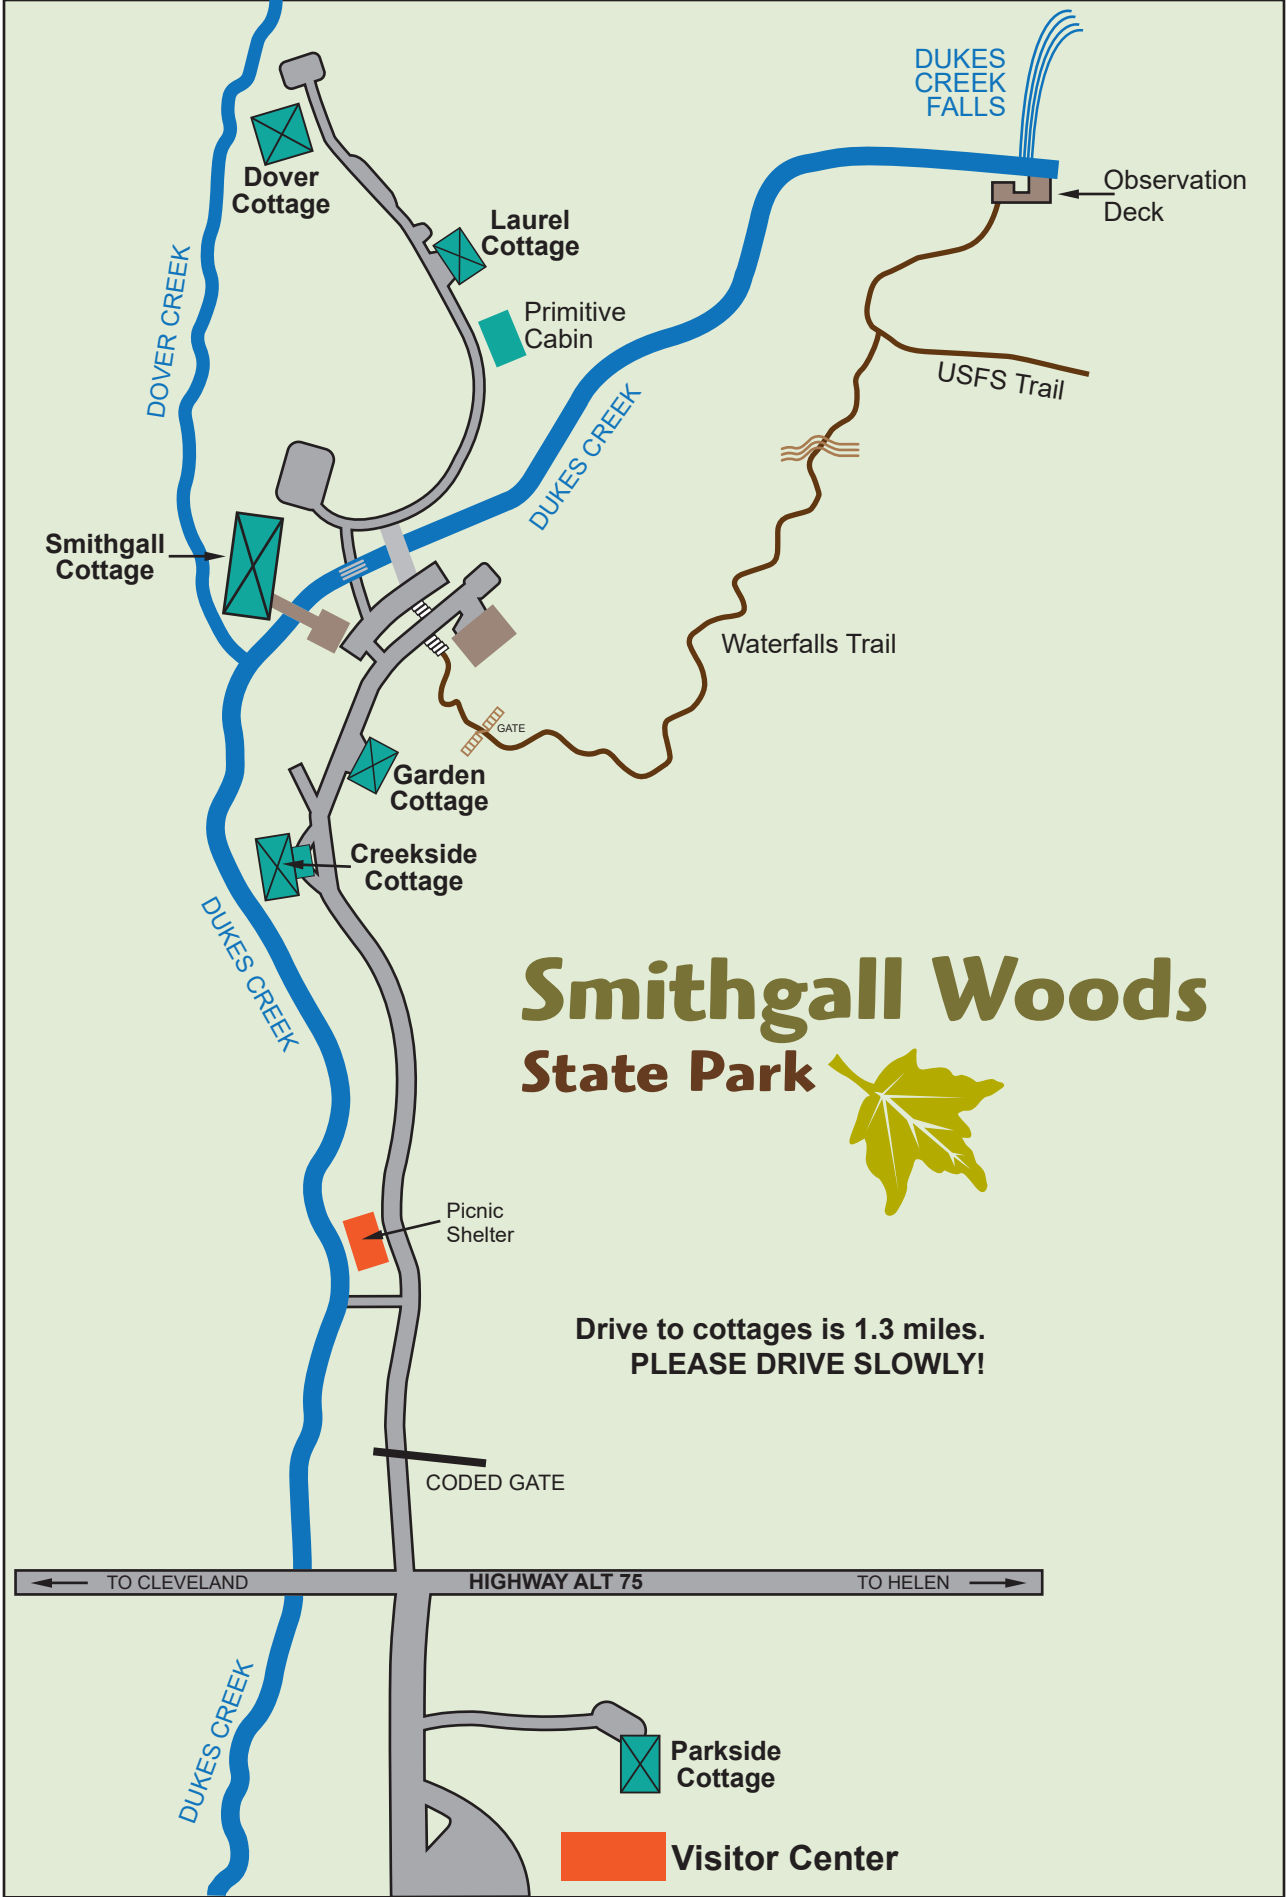 DUKES
CREEK
FALLS
Observation
Deck
Dover
Cottage
Laurel
Cottage
DOVER CREEK
Primitive
Cabin
USFS Trail
DUKES CREEK
Smithgall
Cottage
Waterfalls Trail
GATE
Garden
Cottage
Creekside
Cottage
DUKES CREEK
Smithgall Woods
State Park
Picnic
Shelter
Drive to cottages is 1.3 miles.
PLEASE DRIVE SLOWLY!
CODED GATE
TO CLEVELAND
HIGHWAY ALT 75
TO HELEN
DUKES CREEK
Parkside
Cottage
Visitor Center